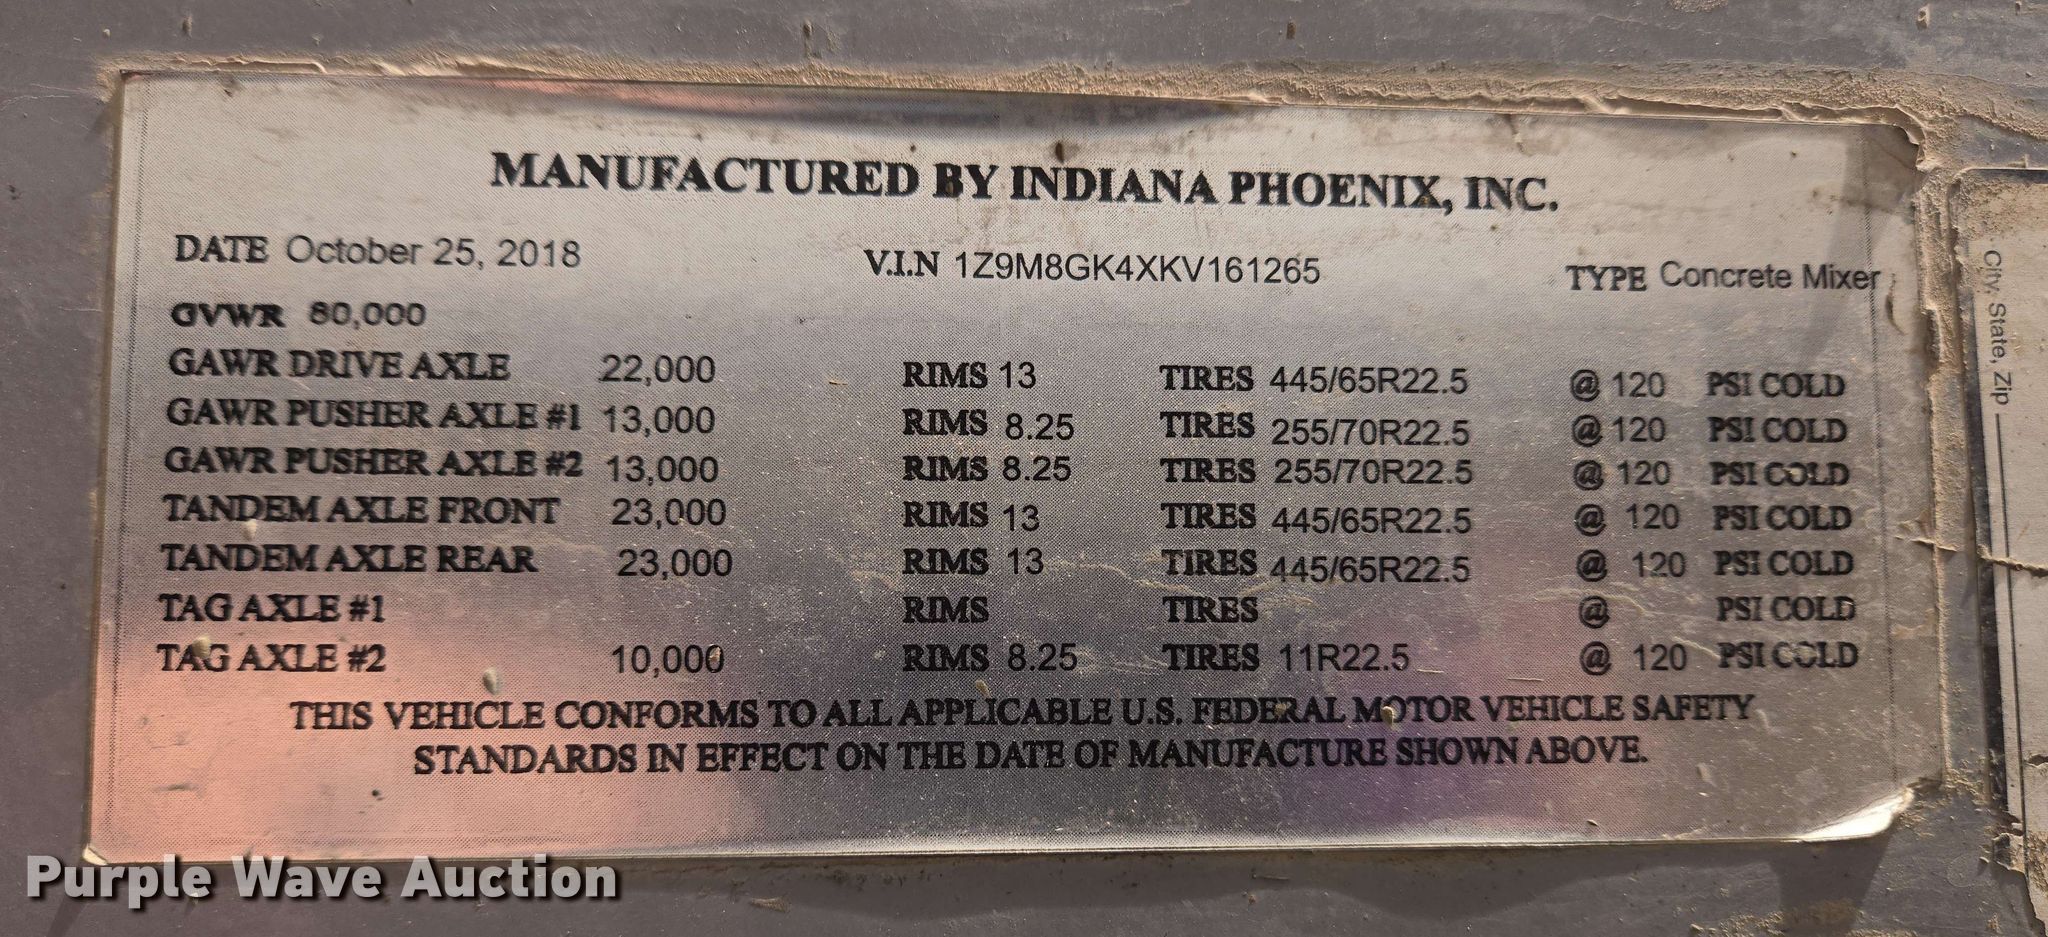 MANUFACTURED BY INDIANA PHOENIX, INC.
DATE October 25, 2018 V.I.N 1Z9M8GK4XKV161265 TYPE Concrete Mixer
GVWR 80,000
GAWR DRIVE AXLE 22,000 RIMS 13 TIRES 445/65R22.5 @ 120 PSI COLD
GAWR PUSHER AXLE #1 13,000 RIMS 8.25 TIRES 255/70R22.5 @ 120 PSI COLD
GAWR PUSHER AXLE #2 13,000 RIMS 8.25 TIRES 255/70R22.5 @ 120 PSI COLD
TANDEM AXLE FRONT 23,000 RIMS 13 TIRES 445/65R22.5 @ 120 PSI COLD
TANDEM AXLE REAR 23,000 RIMS 13 TIRES 445/65R22.5 @ 120 PSI COLD
TAG AXLE #1 RIMS TIRES @ PSI COLD
TAG AXLE #2 10,000 RIMS 8.25 TIRES 11R22.5 @ 120 PSI COLD
THIS VEHICLE CONFORMS TO ALL APPLICABLE U.S. FEDERAL MOTOR VEHICLE SAFETY
STANDARDS IN EFFECT ON THE DATE OF MANUFACTURE SHOWN ABOVE.
City, State, Zip
Purple Wave Auction